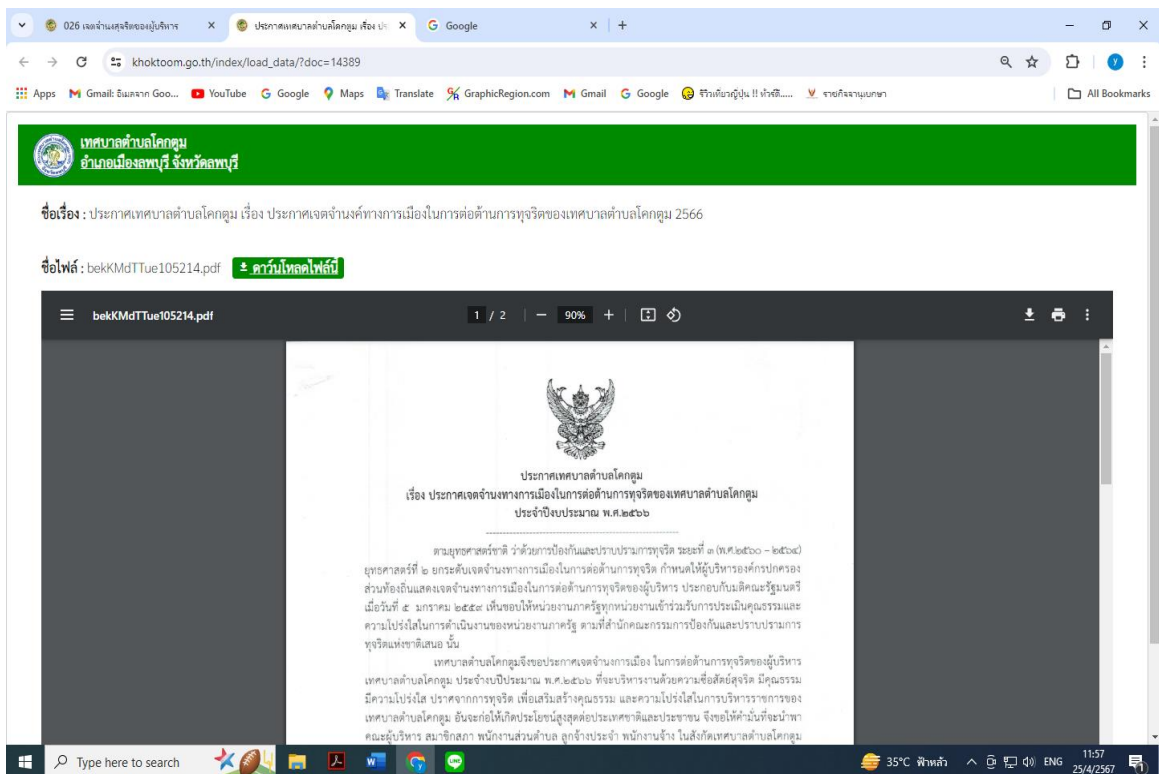 026 เจตจำนงสุจริตของผู้บริหาร
ประกาศเทศบาลตำบลโคกตูม เรื่อง ประ
Google
khoktoom.go.th/index/load_data/?doc=14389
Apps Gmail: อีเมลจาก Goo... YouTube Google Maps Translate GraphicRegion.com Gmail Google รีวิวเที่ยวญี่ปุ่น !! ทัวร์ดี..... All Bookmarks
เทศบาลตำบลโคกตูม
อำเภอเมืองลพบุรี จังหวัดลพบุรี
ชื่อเรื่อง : ประกาศเทศบาลตำบลโคกตูม เรื่อง ประกาศเจตจำนงค์ทางการเมืองในการต่อต้านการทุจริตของเทศบาลตำบลโคกตูม 2566
ชื่อไฟล์ : bekKMdTTue105214.pdf ดาว์นโหลดไฟล์นี้
bekKMdTTue105214.pdf 1 / 2 90%
ประกาศเทศบาลตำบลโคกตูม
เรื่อง ประกาศเจตจำนงทางการเมืองในการต่อต้านการทุจริตของเทศบาลตำบลโคกตูม
ประจำปีงบประมาณ พ.ศ.๒๕๖๖
ตามยุทธศาสตร์ชาติ ว่าด้วยการป้องกันและปราบปรามการทุจริต ระยะที่ ๓ (พ.ศ.๒๕๖๐ – ๒๕๖๔)
ยุทธศาสตร์ที่ ๒ ยกระดับเจตจำนงทางการเมืองในการต่อต้านการทุจริต กำหนดให้ผู้บริหารองค์กรปกครอง
ส่วนท้องถิ่นแสดงเจตจำนงทางการเมืองในการต่อต้านการทุจริตของผู้บริหาร ประกอบกับมติคณะรัฐมนตรี
เมื่อวันที่ ๕ มกราคม ๒๕๕๙ เห็นชอบให้หน่วยงานภาครัฐทุกหน่วยงานเข้าร่วมรับการประเมินคุณธรรมและ
ความโปร่งใสในการดำเนินงานของหน่วยงานภาครัฐ ตามที่สำนักคณะกรรมการป้องกันและปราบปรามการ
ทุจริตแห่งชาติเสนอ นั้น
เทศบาลตำบลโคกตูมจึงขอประกาศเจตจำนงการเมือง ในการต่อต้านการทุจริตของผู้บริหาร
เทศบาลตำบลโคกตูม ประจำงบปีประมาณ พ.ศ.๒๕๖๖ ที่จะบริหารงานด้วยความซื่อสัตย์สุจริต มีคุณธรรม
มีความโปร่งใส ปราศจากการทุจริต เพื่อเสริมสร้างคุณธรรม และความโปร่งใสในการบริหารราชการของ
เทศบาลตำบลโคกตูม อันจะก่อให้เกิดประโยชน์สูงสุดต่อประเทศชาติและประชาชน จึงขอให้คำมั่นที่จะนำพา
คณะผู้บริหาร สมาชิกสภา พนักงานส่วนตำบล ลูกจ้างประจำ พนักงานจ้าง ในสังกัดเทศบาลตำบลโคกตูม
Type here to search 35°C ฟ้าหลัว ENG 11:57
25/4/2567